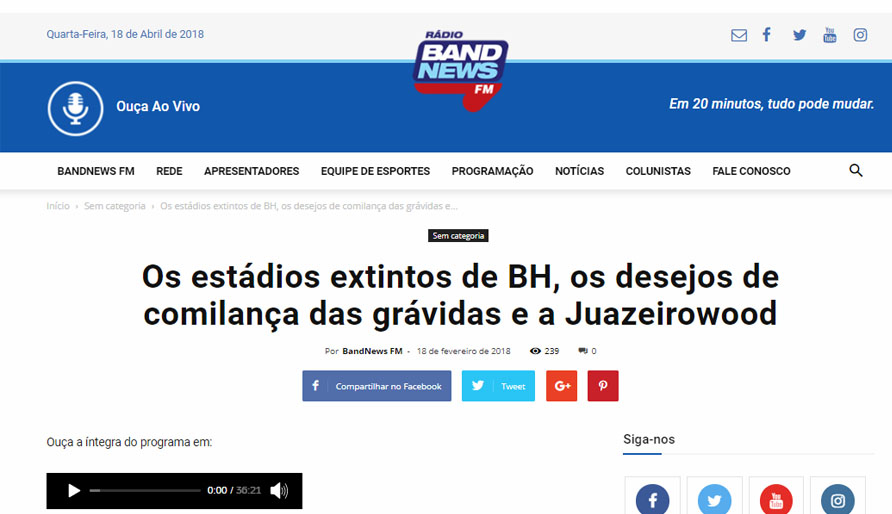 Quarta-Feira, 18 de Abril de 2018
RÁDIO
BAND
NEWS
FM
You
Tube
Ouça Ao Vivo
Em 20 minutos, tudo pode mudar.
BANDNEWS FM REDE APRESENTADORES EQUIPE DE ESPORTES PROGRAMAÇÃO NOTÍCIAS COLUNISTAS FALE CONOSCO
Início › Sem categoria › Os estádios extintos de BH, os desejos de comilança das grávidas e...
Sem categoria
Os estádios extintos de BH, os desejos de
comilança das grávidas e a Juazeirowood
Por BandNews FM - 18 de fevereiro de 2018 239 0
f Compartilhar no Facebook Tweet G+
Ouça a íntegra do programa em:
Siga-nos
0:00 / 36:21
f You
Tube